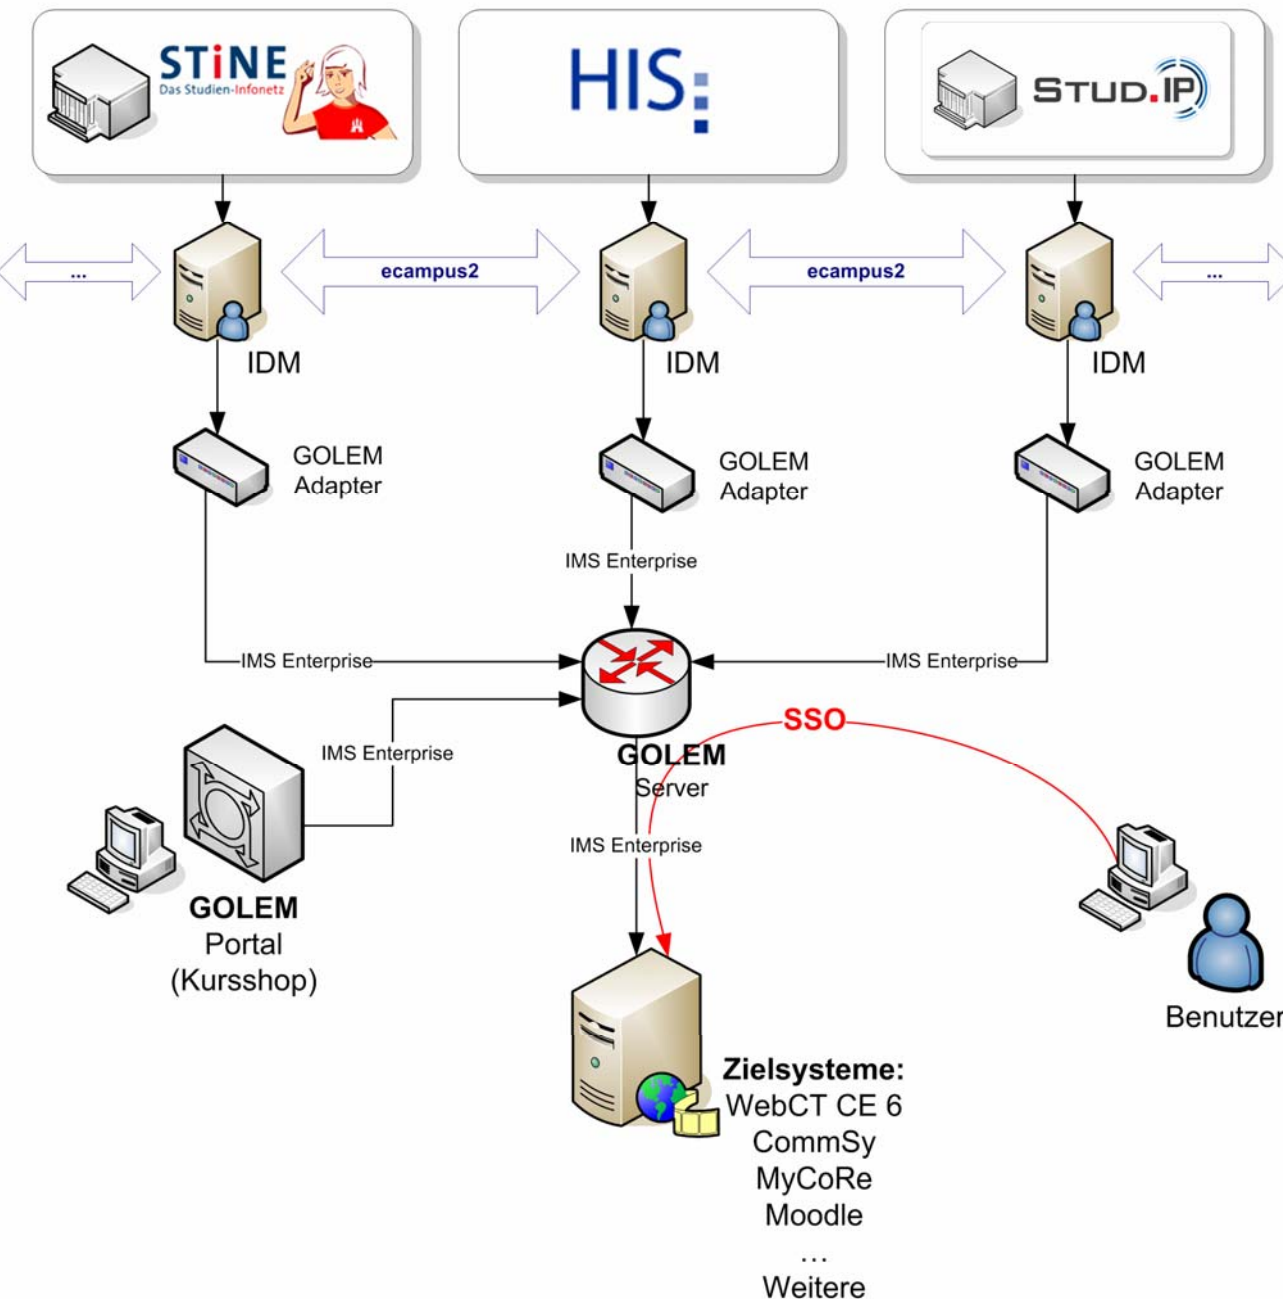 STiNE
Das Studien-Infonetz
HIS
STUD.IP
...
ecampus2
ecampus2
...
IDM
IDM
IDM
GOLEM
Adapter
GOLEM
Adapter
GOLEM
Adapter
IMS Enterprise
IMS Enterprise
IMS Enterprise
SSO
IMS Enterprise
GOLEM
Server
IMS Enterprise
GOLEM
Portal
(Kursshop)
Benutzer
Zielsysteme:
WebCT CE 6
CommSy
MyCoRe
Moodle
...
Weitere